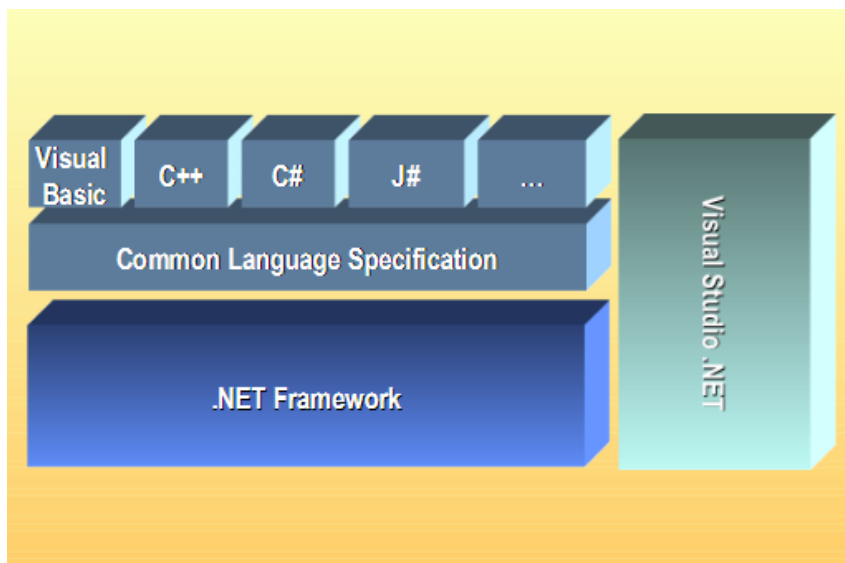 Visual
Basic
C++
C#
J#
...
Common Language Specification
.NET Framework
Visual Studio .NET